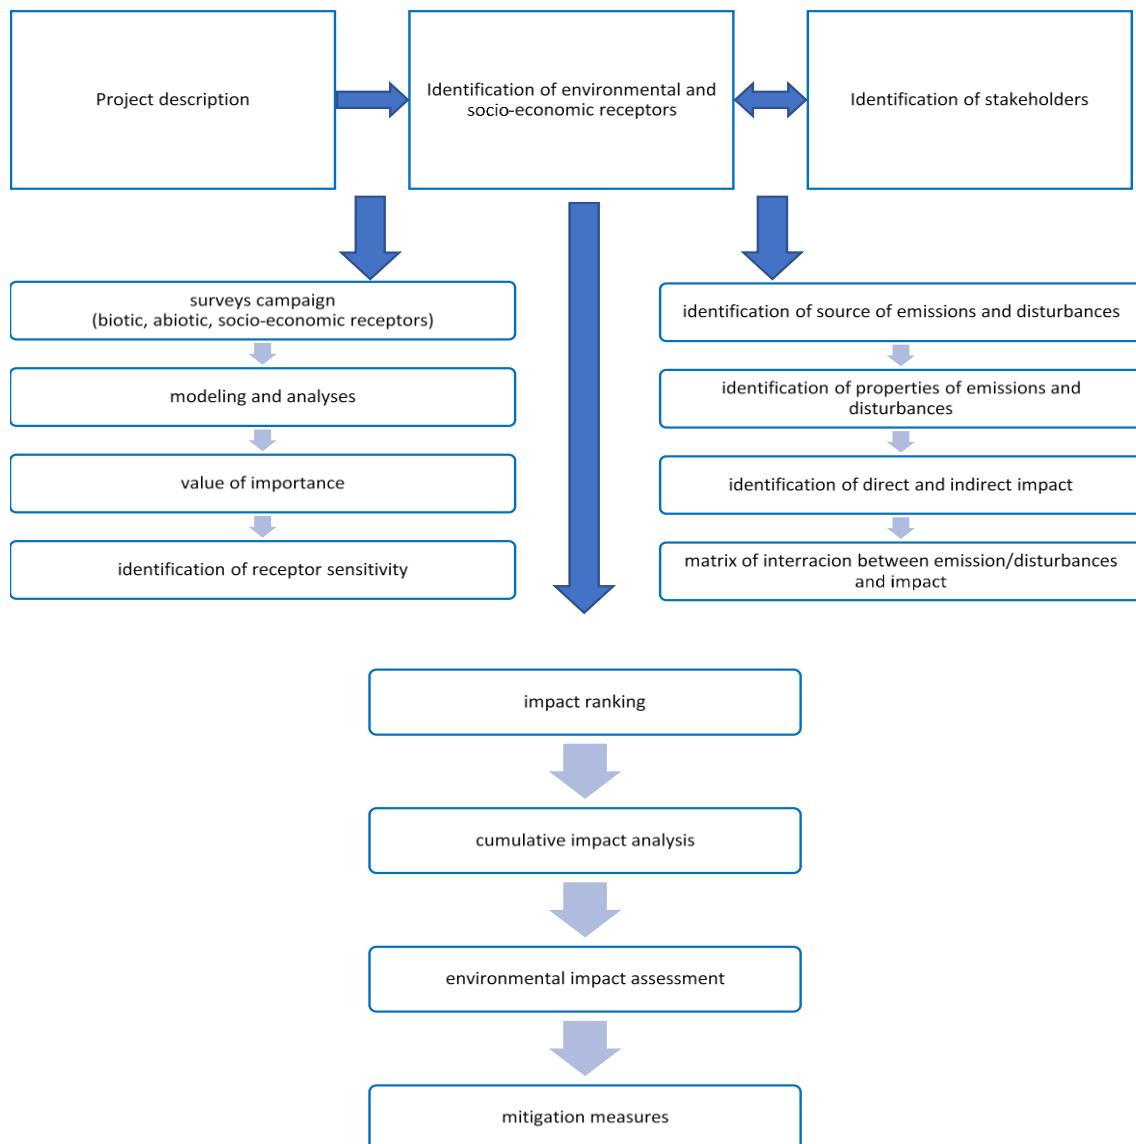 Project description
Identification of environmental and
socio-economic receptors
Identification of stakeholders
surveys campaign
(biotic, abiotic, socio-economic receptors)
modeling and analyses
value of importance
identification of receptor sensitivity
identification of source of emissions and disturbances
identification of properties of emissions and
disturbances
identification of direct and indirect impact
matrix of interracion between emission/disturbances
and impact
impact ranking
cumulative impact analysis
environmental impact assessment
mitigation measures